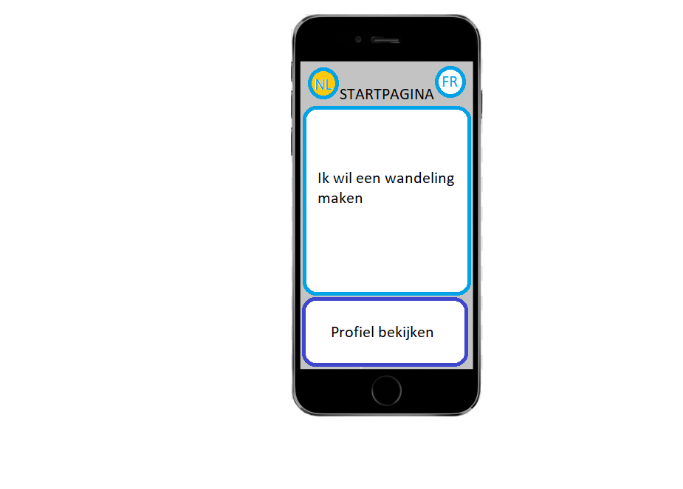 NL
FR
STARTPAGINA
Ik wil een wandeling
maken
Profiel bekijken